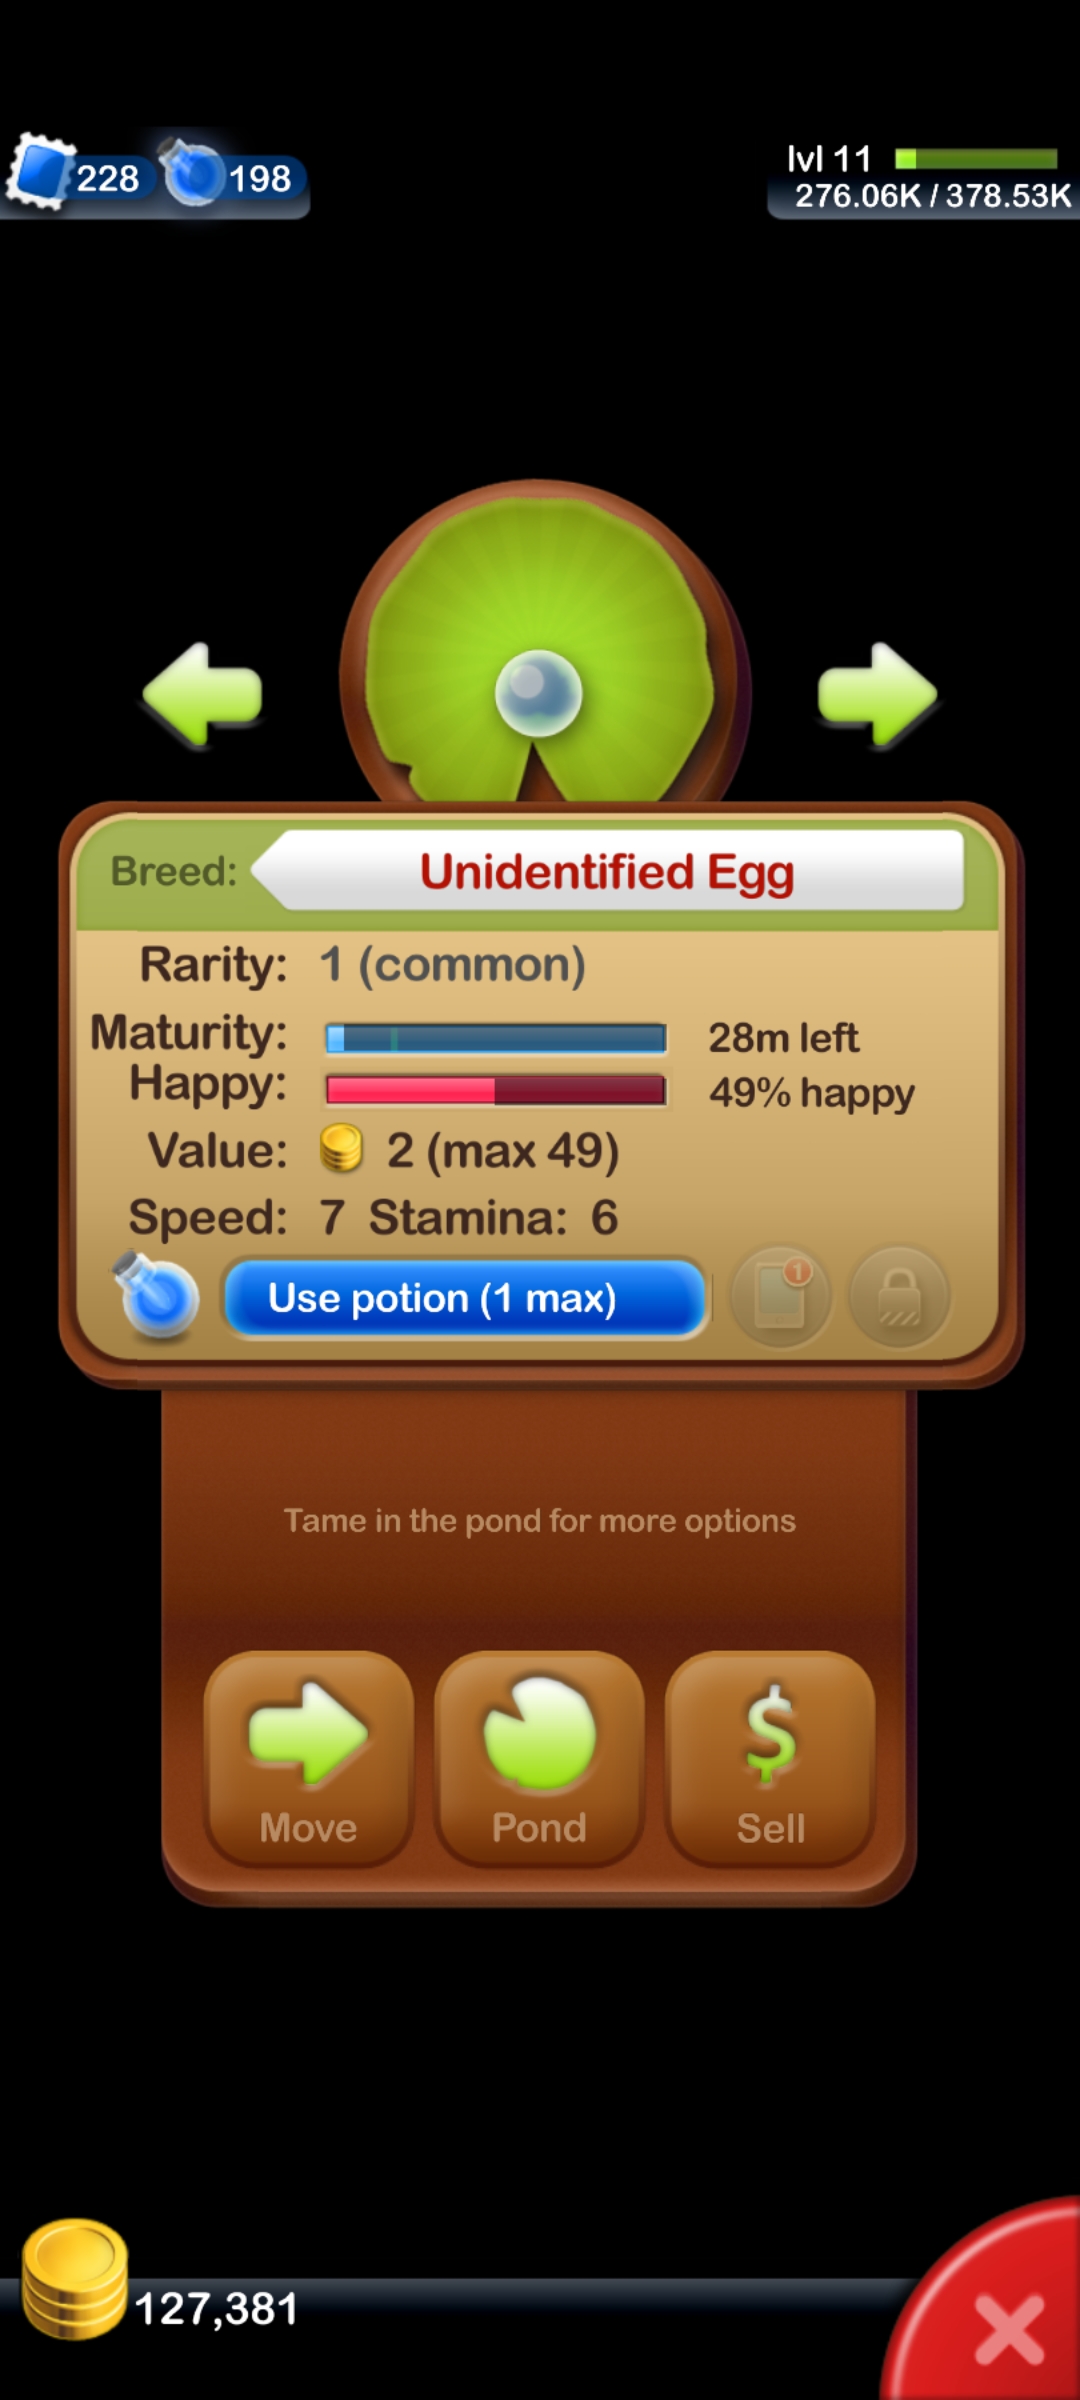 228 198 lvl 11
276.06K / 378.53K
Breed: Unidentified Egg
Rarity: 1 (common)
Maturity: 28m left
Happy: 49% happy
Value: 2 (max 49)
Speed: 7 Stamina: 6
Use potion (1 max)
1
Tame in the pond for more options
Move Pond Sell
$
127,381